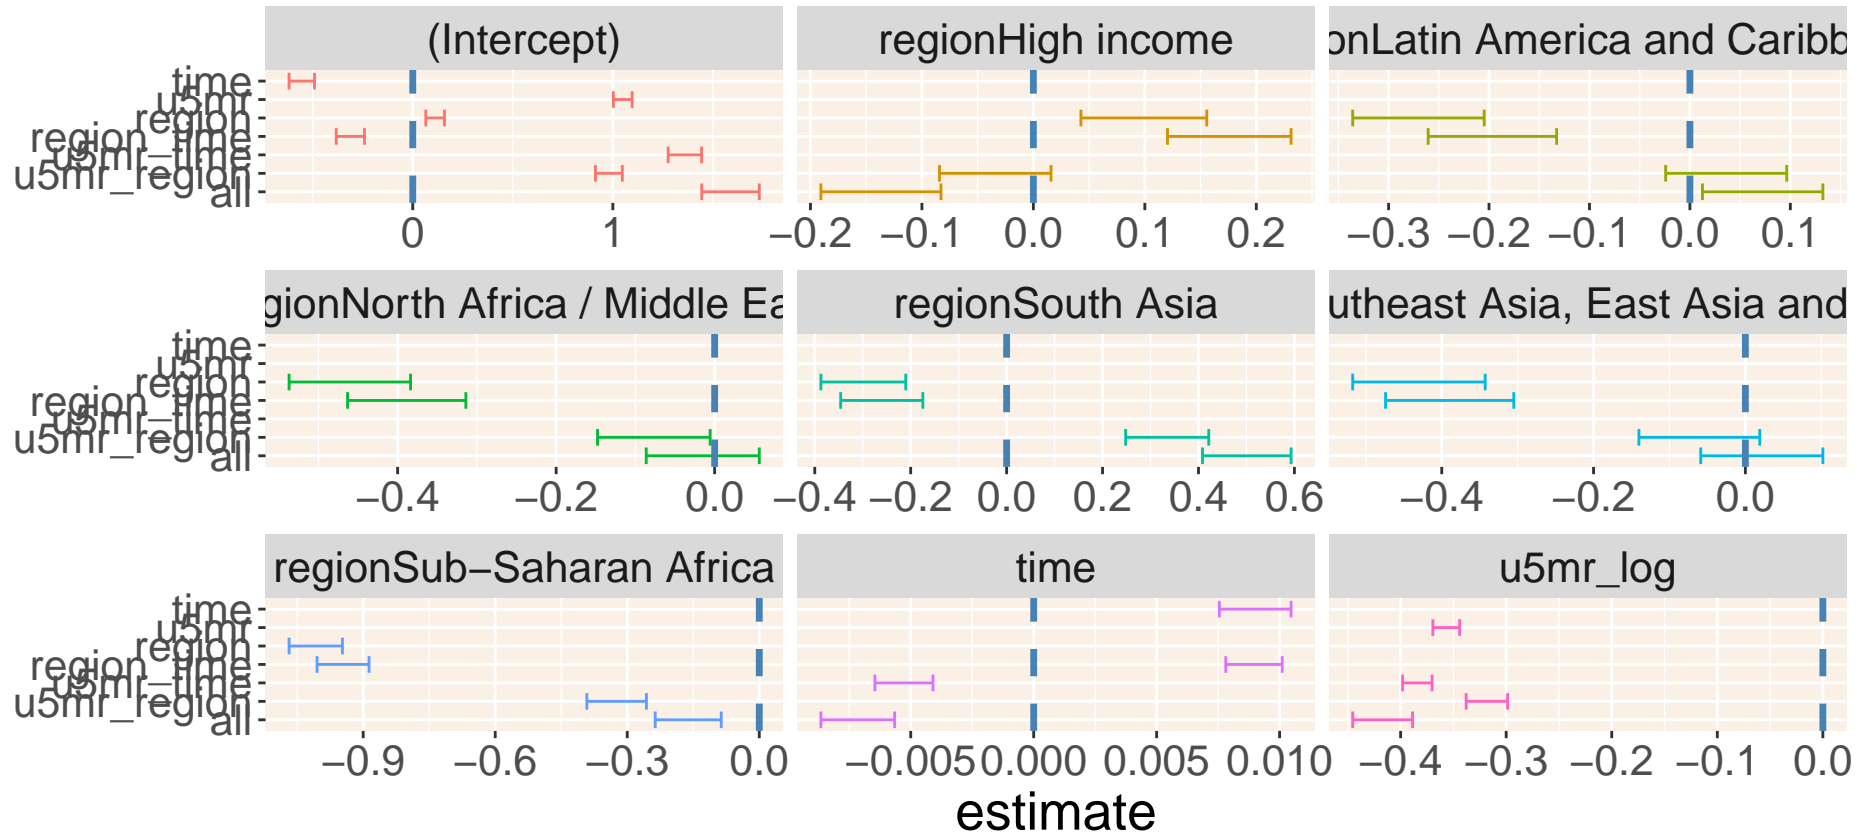 (Intercept)
regionHigh income
onLatin America and Caribb
time
u5mr
region
region_time
u5mr_time
u5mr_region
all
0 1
−0.2 −0.1 0.0 0.1 0.2
−0.3 −0.2 −0.1 0.0 0.1
gionNorth Africa / Middle Ea
regionSouth Asia
utheast Asia, East Asia and
time
u5mr
region
region_time
u5mr_time
u5mr_region
all
−0.4 −0.2 0.0
−0.4 −0.2 0.0 0.2 0.4 0.6
−0.4 −0.2 0.0
regionSub−Saharan Africa
time
u5mr_log
time
u5mr
region
region_time
u5mr_time
u5mr_region
all
−0.9 −0.6 −0.3 0.0
−0.005 0.000 0.005 0.010
−0.4 −0.3 −0.2 −0.1 0.0
estimate